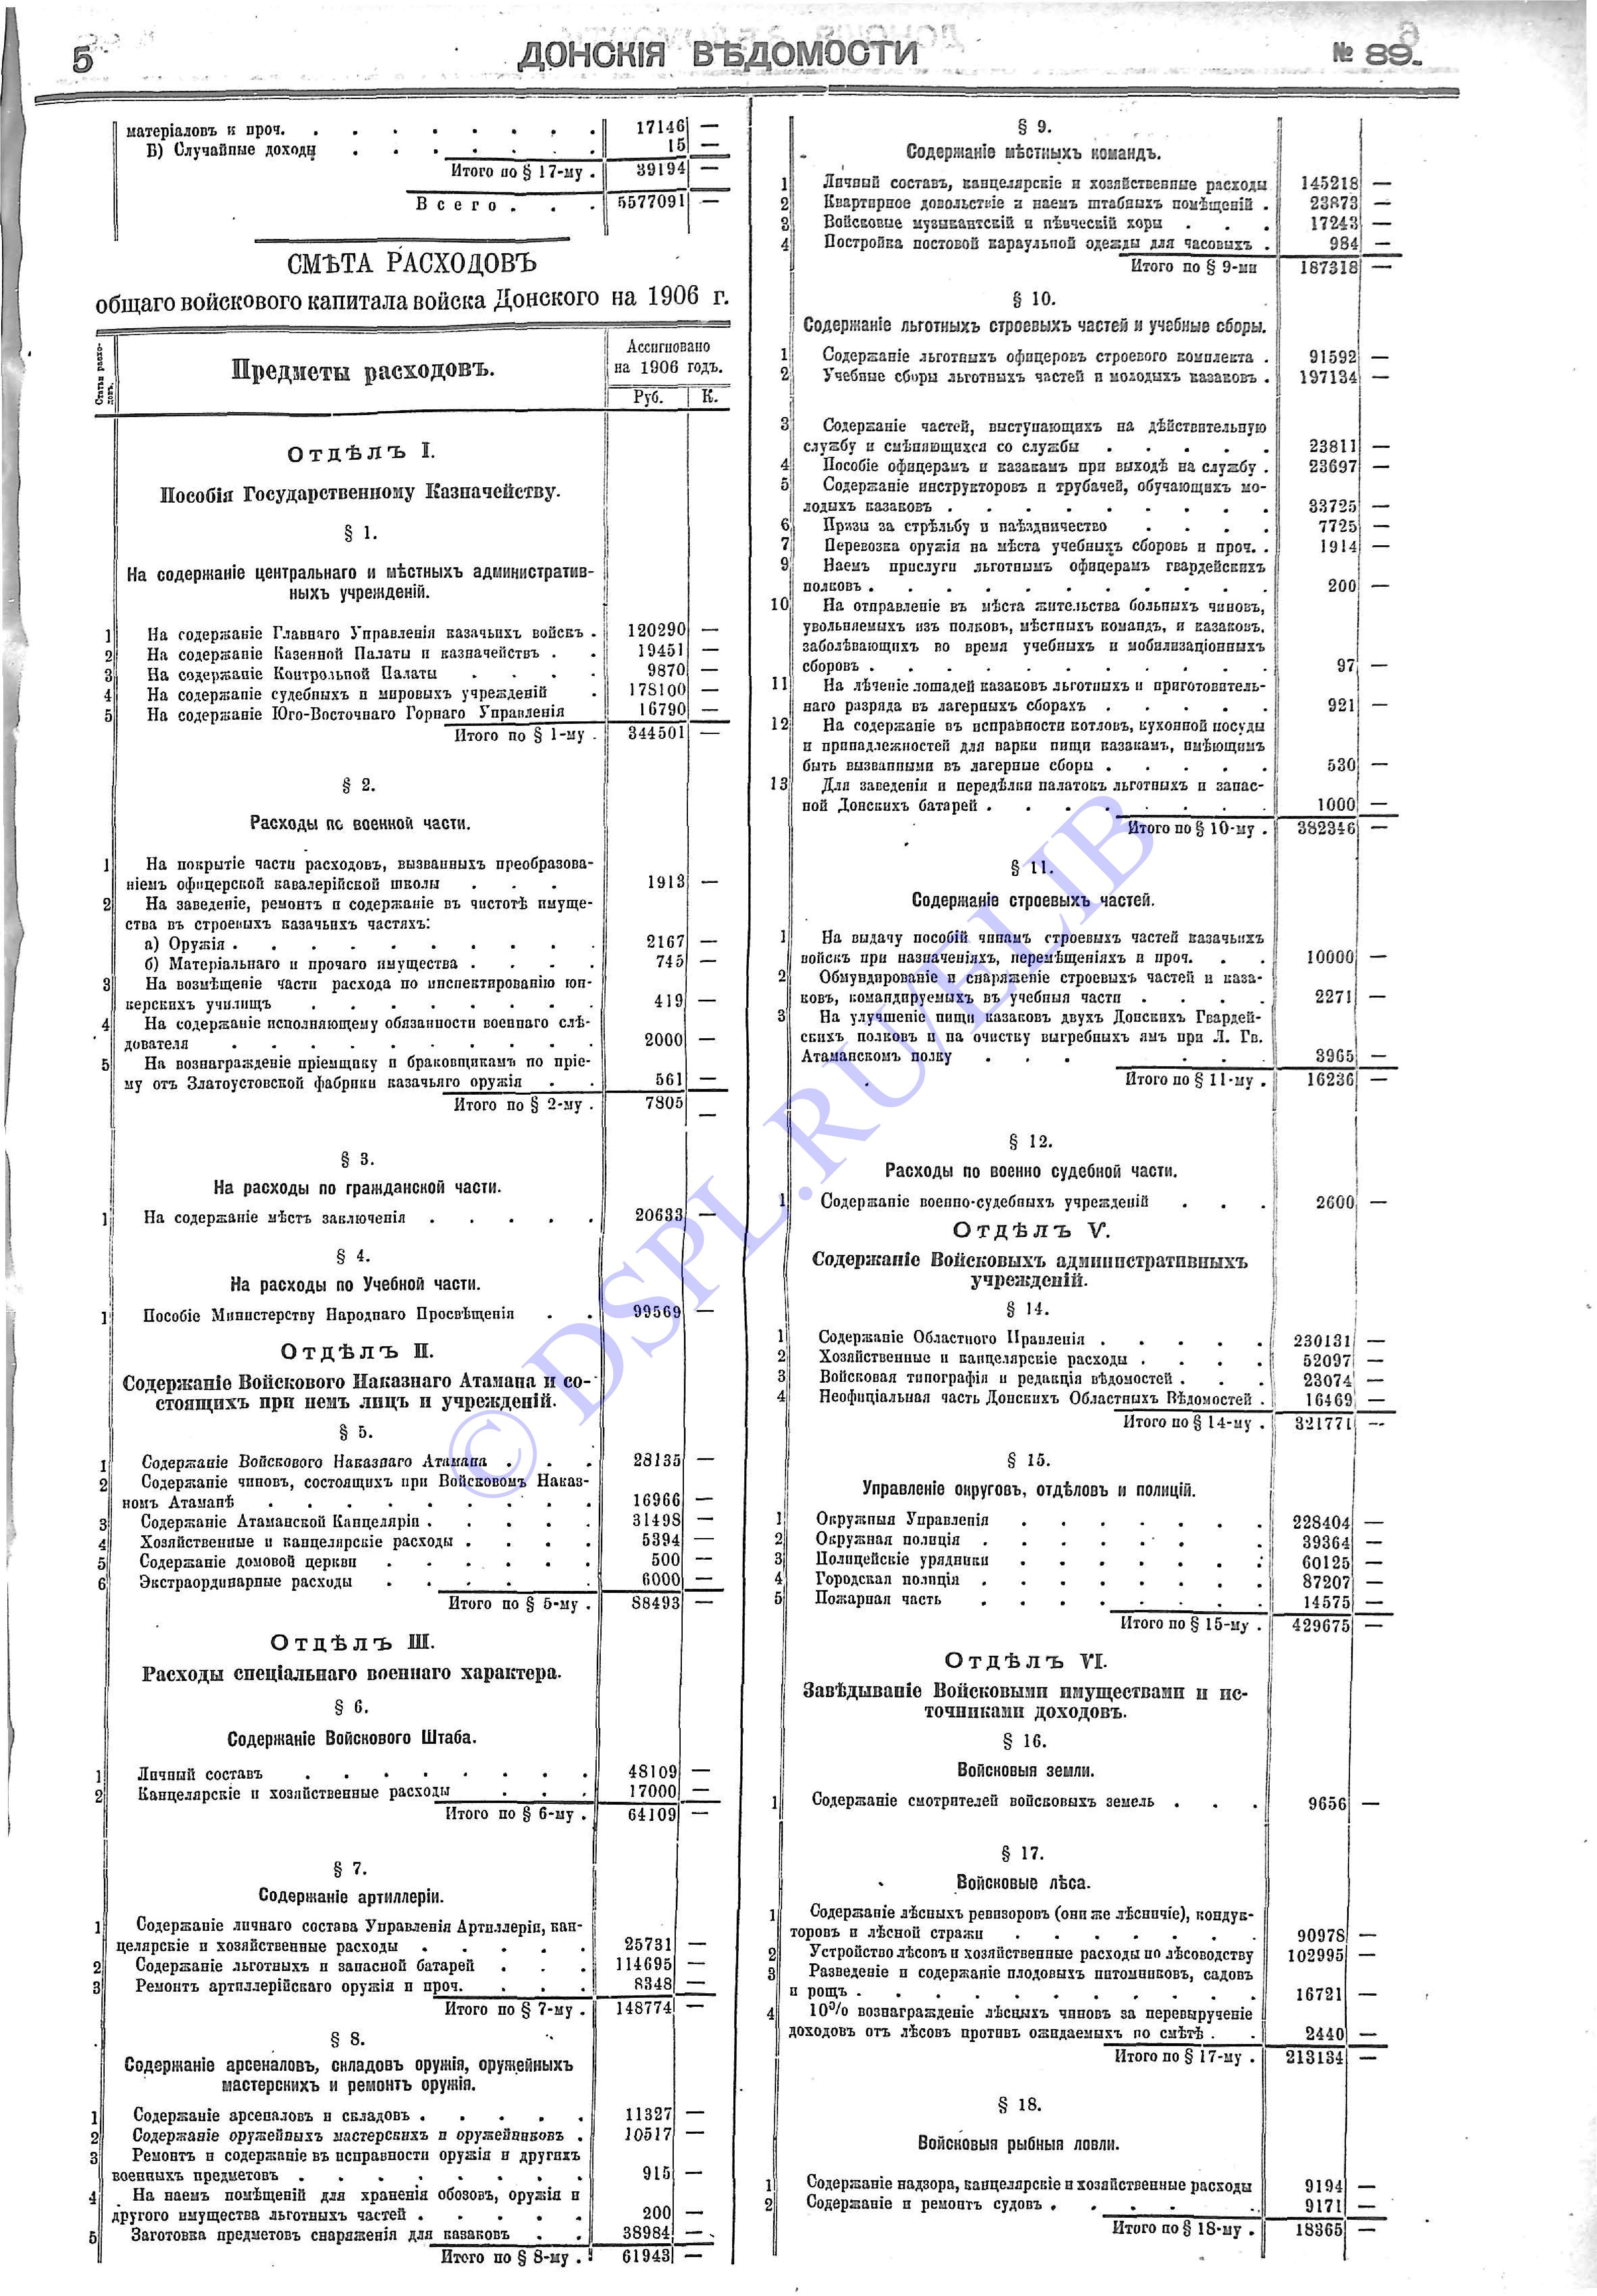 5 ДОНСКІЯ ВѢДОМОСТИ № 89.
матеріаловъ и проч. . . . . . . . . 17146 —
Б) Случайные доходы . . . . . . . 15 —
Итого по § 17-му . 39194 —
Всего . . . 5577091 —
СМѢТА РАСХОДОВЪ
общаго войскового капитала войска Донского на 1906 г.
Статьи расхо-
довъ.
Предметы расходовъ.
Ассигновано
на 1906 годъ.
Руб. К.
Отдѣлъ I.
Пособія Государственному Казначейству.
§ 1.
На содержаніе центральнаго и мѣстныхъ административ-
ныхъ учрежденій.
1 На содержаніе Главнаго Управленія казачьихъ войскъ . 120290 —
2 На содержаніе Казенной Палаты и казначействъ . . 19451 —
3 На содержаніе Контрольной Палаты . . . . 9870 —
4 На содержаніе судебныхъ и мировыхъ учрежденій . 178100 —
5 На содержаніе Юго-Восточнаго Горнаго Управленія 16790 —
Итого по § 1-му . 344501 —
§ 2.
Расходы по военной части.
1 На покрытіе части расходовъ, вызванныхъ преобразова-
ніемъ офицерской кавалерійской школы . . . 1913 —
2 На заведеніе, ремонтъ и содержаніе въ чистотѣ имуще-
ства въ строевыхъ казачьихъ частяхъ:
а) Оружія . . . . . . . . . . 2167 —
б) Матеріальнаго и прочаго имущества . . . . 745 —
3 На возмѣщеніе части расхода по инспектированію юн-
керскихъ училищъ . . . . . . . . 419 —
4 На содержаніе исполняющему обязанности военнаго слѣ-
дователя . . . . . . . . . . 2000 —
5 На вознагражденіе пріемщику и браковщикамъ по пріе-
му отъ Златоустовской фабрики казачьяго оружія . . 561 —
Итого по § 2-му . 7805 —
§ 3.
На расходы по гражданской части.
1 На содержаніе мѣстъ заключенія . . . . . 20633 —
§ 4.
На расходы по Учебной части.
1 Пособіе Министерству Народнаго Просвѣщенія . . 99569 —
Отдѣлъ II.
Содержаніе Войскового Наказнаго Атамана и со-
стоящихъ при немъ лицъ и учрежденій.
§ 5.
1 Содержаніе Войскового Наказнаго Атамана . . . 28135 —
2 Содержаніе чиновъ, состоящихъ при Войсковомъ Наказ-
номъ Атаманѣ . . . . . . . . . 16966 —
3 Содержаніе Атаманской Канцеляріи . . . . . 31498 —
4 Хозяйственные и канцелярскіе расходы . . . . 5394 —
5 Содержаніе домовой церкви . . . . . . 500 —
6 Экстраординарные расходы . . . . . 6000 —
Итого по § 5-му . 88493 —
Отдѣлъ III.
Расходы спеціальнаго военнаго характера.
§ 6.
Содержаніе Войскового Штаба.
1 Личный составъ . . . . . . . . 48109 —
2 Канцелярскіе и хозяйственные расходы . . . 17000 —
Итого по § 6-му . 64109 —
§ 7.
Содержаніе артиллеріи.
1 Содержаніе личнаго состава Управленія Артиллеріи, кан-
целярскіе и хозяйственные расходы . . . . . 25731 —
2 Содержаніе льготныхъ и запасной батарей . . . 114695 —
3 Ремонтъ артиллерійскаго оружія и проч. . . . 8348 —
Итого по § 7-му . 148774 —
§ 8.
Содержаніе арсеналовъ, складовъ оружія, оружейныхъ
мастерскихъ и ремонтъ оружія.
1 Содержаніе арсеналовъ и складовъ . . . . . 11327 —
2 Содержаніе оружейныхъ мастерскихъ и оружейниковъ . 10517 —
3 Ремонтъ и содержаніе въ исправности оружія и другихъ
военныхъ предметовъ . . . . . . . . 915 —
4 На наемъ помѣщеній для храненія обозовъ, оружія и
другого имущества льготныхъ частей . . . . . 200 —
5 Заготовка предметовъ снаряженія для казаковъ . . 38984 —
Итого по § 8-му . 61943 —
§ 9.
Содержаніе мѣстныхъ командъ.
1 Личный составъ, канцелярскіе и хозяйственные расходы 145218 —
2 Квартирное довольствіе и наемъ штабныхъ помѣщеній . 23873 —
3 Войсковые музыкантскій и пѣвческій хоры . . . 17243 —
4 Постройка постовой караульной одежды для часовыхъ . 984 —
Итого по § 9-ми 187318 —
§ 10.
Содержаніе льготныхъ строевыхъ частей и учебные сборы.
1 Содержаніе льготныхъ офицеровъ строевого комплекта . 91592 —
2 Учебные сборы льготныхъ частей и молодыхъ казаковъ . 197134 —
3 Содержаніе частей, выступающихъ на дѣйствительную
службу и смѣняющихся со службы . . . . . 23811 —
4 Пособіе офицерамъ и казакамъ при выходѣ на службу . 23697 —
5 Содержаніе инструкторовъ и трубачей, обучающихъ мо-
лодыхъ казаковъ . . . . . . . . . 33725 —
6 Призы за стрѣльбу и наѣздничество . . . . 7725 —
7 Перевозка оружія на мѣста учебныхъ сборовъ и проч. . 1914 —
9 Наемъ прислуги льготнымъ офицерамъ гвардейскихъ
полковъ . . . . . . . . . . . 200 —
10 На отправленіе въ мѣста жительства больныхъ чиновъ,
увольняемыхъ изъ полковъ, мѣстныхъ командъ, и казаковъ,
заболѣвающихъ во время учебныхъ и мобилизаціонныхъ
сборовъ . . . . . . . . . . . 97 —
11 На лѣченіе лошадей казаковъ льготныхъ и приготовитель-
наго разряда въ лагерныхъ сборахъ . . . . . 921 —
12 На содержаніе въ исправности котловъ, кухонной посуды
и принадлежностей для варки пищи казакамъ, имѣющимъ
быть вызванными въ лагерные сборы . . . . . 530 —
13 Для заведенія и передѣлки палатокъ льготныхъ и запас-
ной Донскихъ батарей . . . . . . . . 1000 —
Итого по § 10-му . 382346 —
§ 11.
Содержаніе строевыхъ частей.
1 На выдачу пособій чинамъ строевыхъ частей казачьихъ
войскъ при назначеніяхъ, перемѣщеніяхъ и проч. . . 10000 —
2 Обмундированіе и снаряженіе строевыхъ частей и каза-
ковъ, командируемыхъ въ учебныя части . . . . 2271 —
3 На улучшеніе пищи казаковъ двухъ Донскихъ Гвардей-
скихъ полковъ и на очистку выгребныхъ ямъ при Л. Гв.
Атаманскомъ полку . . . . . . 3965 —
Итого по § 11-му . 16236 —
§ 12.
Расходы по военно судебной части.
1 Содержаніе военно-судебныхъ учрежденій . . . 2600 —
Отдѣлъ V.
Содержаніе Войсковыхъ административныхъ
учрежденій.
§ 14.
1 Содержаніе Областного Правленія . . . . . 230131 —
2 Хозяйственные и канцелярскіе расходы . . . . 52097 —
3 Войсковая типографія и редакція вѣдомостей . . . 23074 —
4 Неофиціальная часть Донскихъ Областныхъ Вѣдомостей . 16469 —
Итого по § 14-му . 321771 —
§ 15.
Управленіе округовъ, отдѣловъ и полицій.
1 Окружныя Управленія . . . . . . . 228404 —
2 Окружная полиція . . . . . . . 39364 —
3 Полицейскіе урядники . . . . . . . 60125 —
4 Городская полиція . . . . . . . . 87207 —
5 Пожарная часть . . . . . . . . 14575 —
Итого по § 15-му . 429675 —
Отдѣлъ VI.
Завѣдываніе Войсковыми имуществами и ис-
точниками доходовъ.
§ 16.
Войсковыя земли.
1 Содержаніе смотрителей войсковыхъ земель . . . 9656 —
§ 17.
Войсковые лѣса.
1 Содержаніе лѣсныхъ ревизоровъ (они же лѣсничіе), кондук-
торовъ и лѣсной стражи . . . . . . . 90978 —
2 Устройство лѣсовъ и хозяйственные расходы по лѣсоводству 102995 —
3 Разведеніе и содержаніе плодовыхъ питомниковъ, садовъ
и рощъ . . . . . . . . . . . 16721 —
4 10% вознагражденіе лѣсныхъ чиновъ за перевырученіе
доходовъ отъ лѣсовъ противъ ожидаемыхъ по смѣтѣ . . 2440 —
Итого по § 17-му . 213134 —
§ 18.
Войсковыя рыбныя ловли.
1 Содержаніе надзора, канцелярскіе и хозяйственные расходы 9194 —
2 Содержаніе и ремонтъ судовъ . . . . . . 9171 —
Итого по § 18-му . 18365 —
© DSPL.RU/ELIB